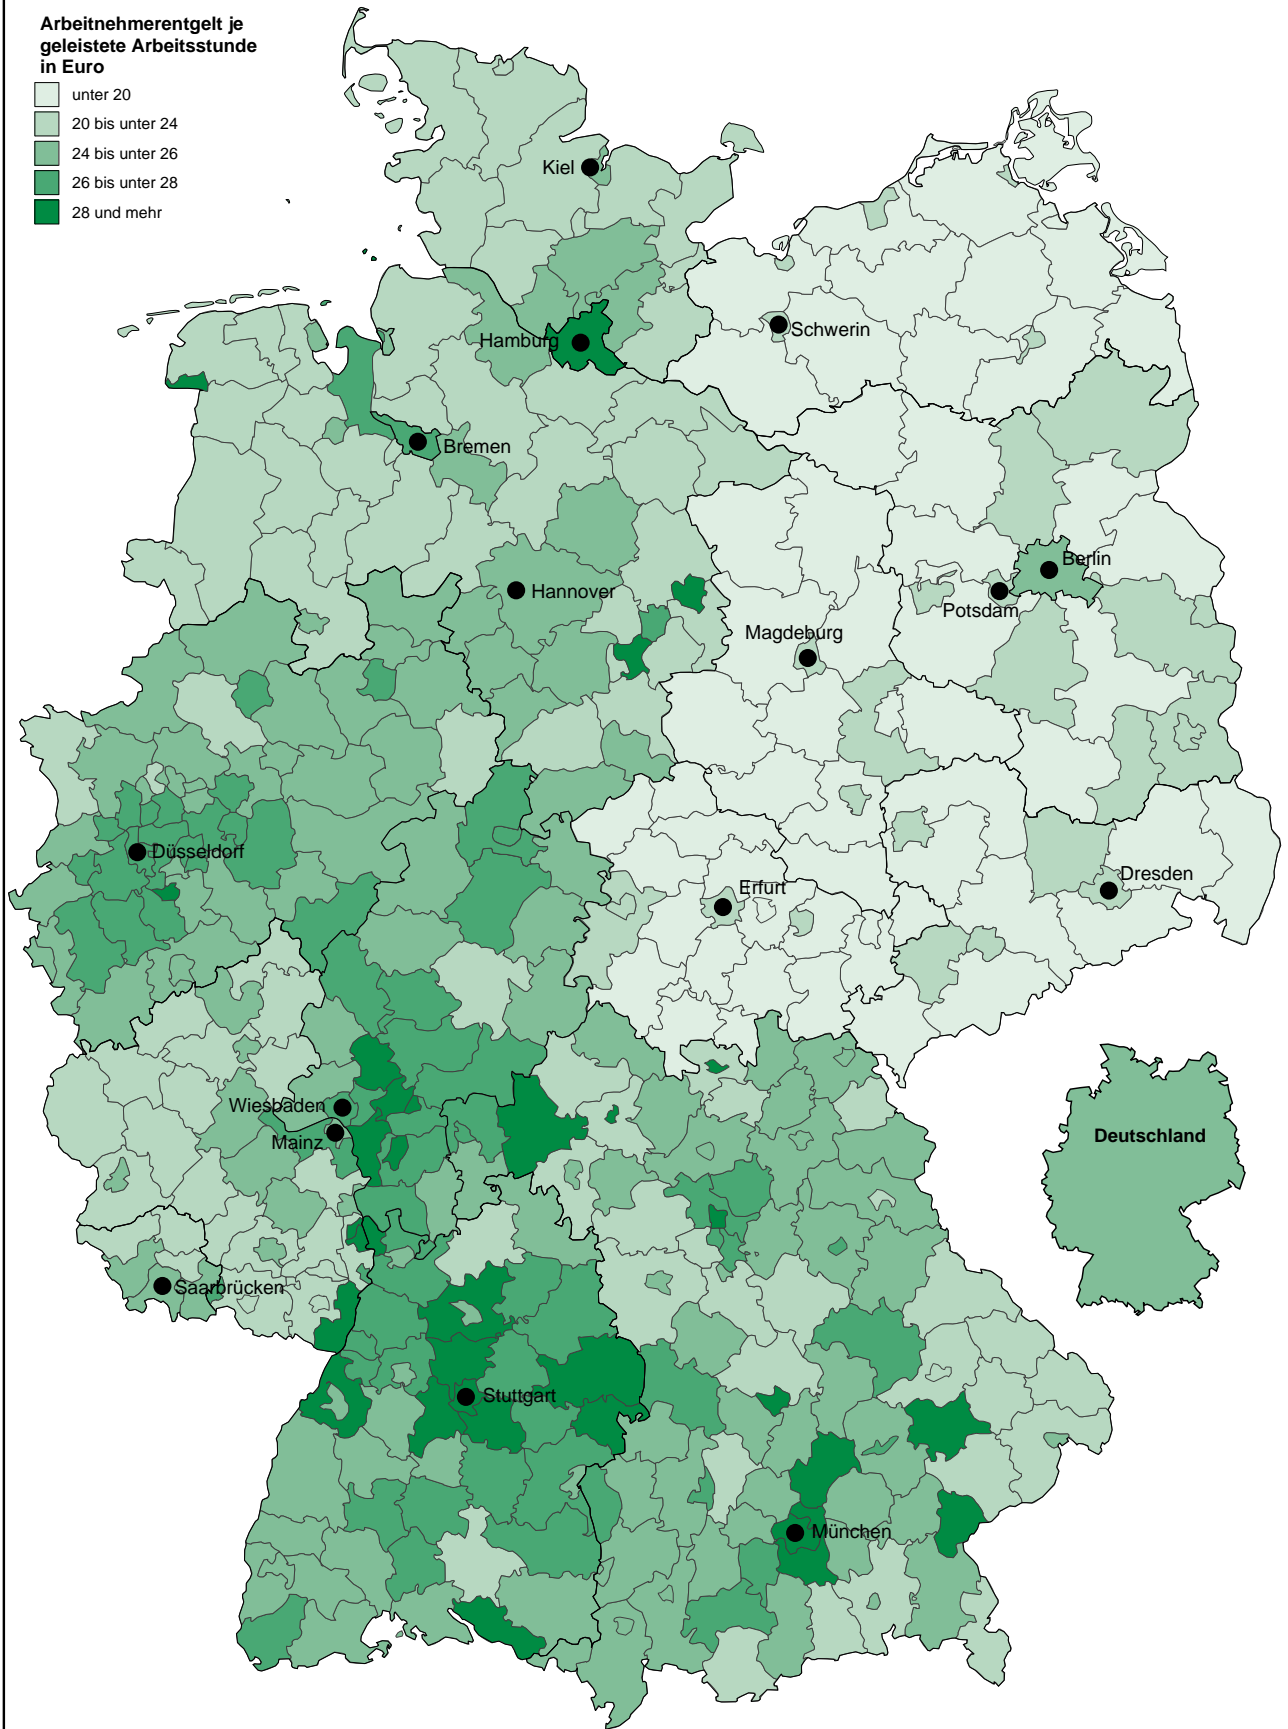 Arbeitnehmerentgelt je
geleistete Arbeitsstunde
in Euro
unter 20
20 bis unter 24
24 bis unter 26
26 bis unter 28
28 und mehr
Kiel
Schwerin
Hamburg
Bremen
Berlin
Hannover
Potsdam
Magdeburg
Düsseldorf
Dresden
Erfurt
Wiesbaden
Deutschland
Mainz
Saarbrücken
Stuttgart
München